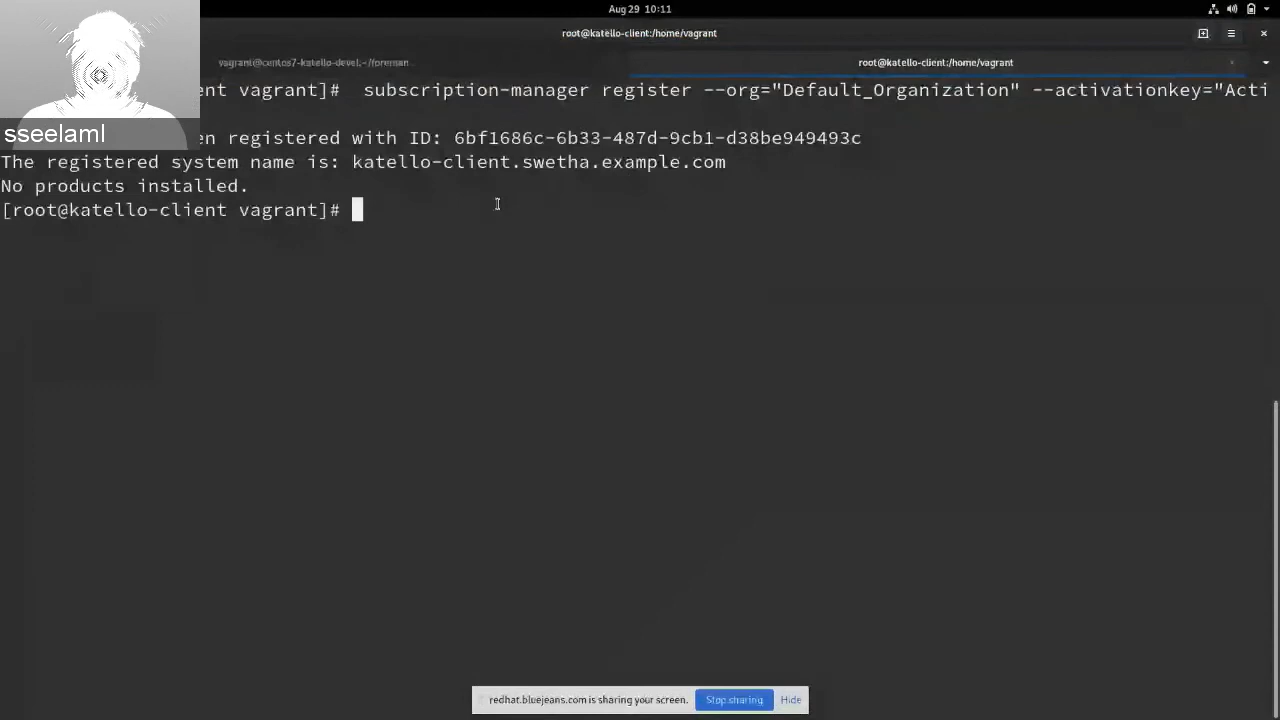 Aug 29 10:11
root@katello-client:/home/vagrant
vagrant@centos7-katello-devel:~/foreman
root@katello-client:/home/vagrant
nt vagrant]# subscription-manager register --org="Default_Organization" --activationkey="Acti
sseelaml
en registered with ID: 6bf1686c-6b33-487d-9cb1-d38be949493c
The registered system name is: katello-client.swetha.example.com
No products installed.
[root@katello-client vagrant]#
redhat.bluejeans.com is sharing your screen.
Stop sharing
Hide